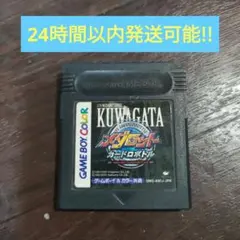 24時間以内発送可能!!
GAME BOY COLOR
KUWAGATA
メダロット
カードロボトル
ゲームボーイ&カラー共通